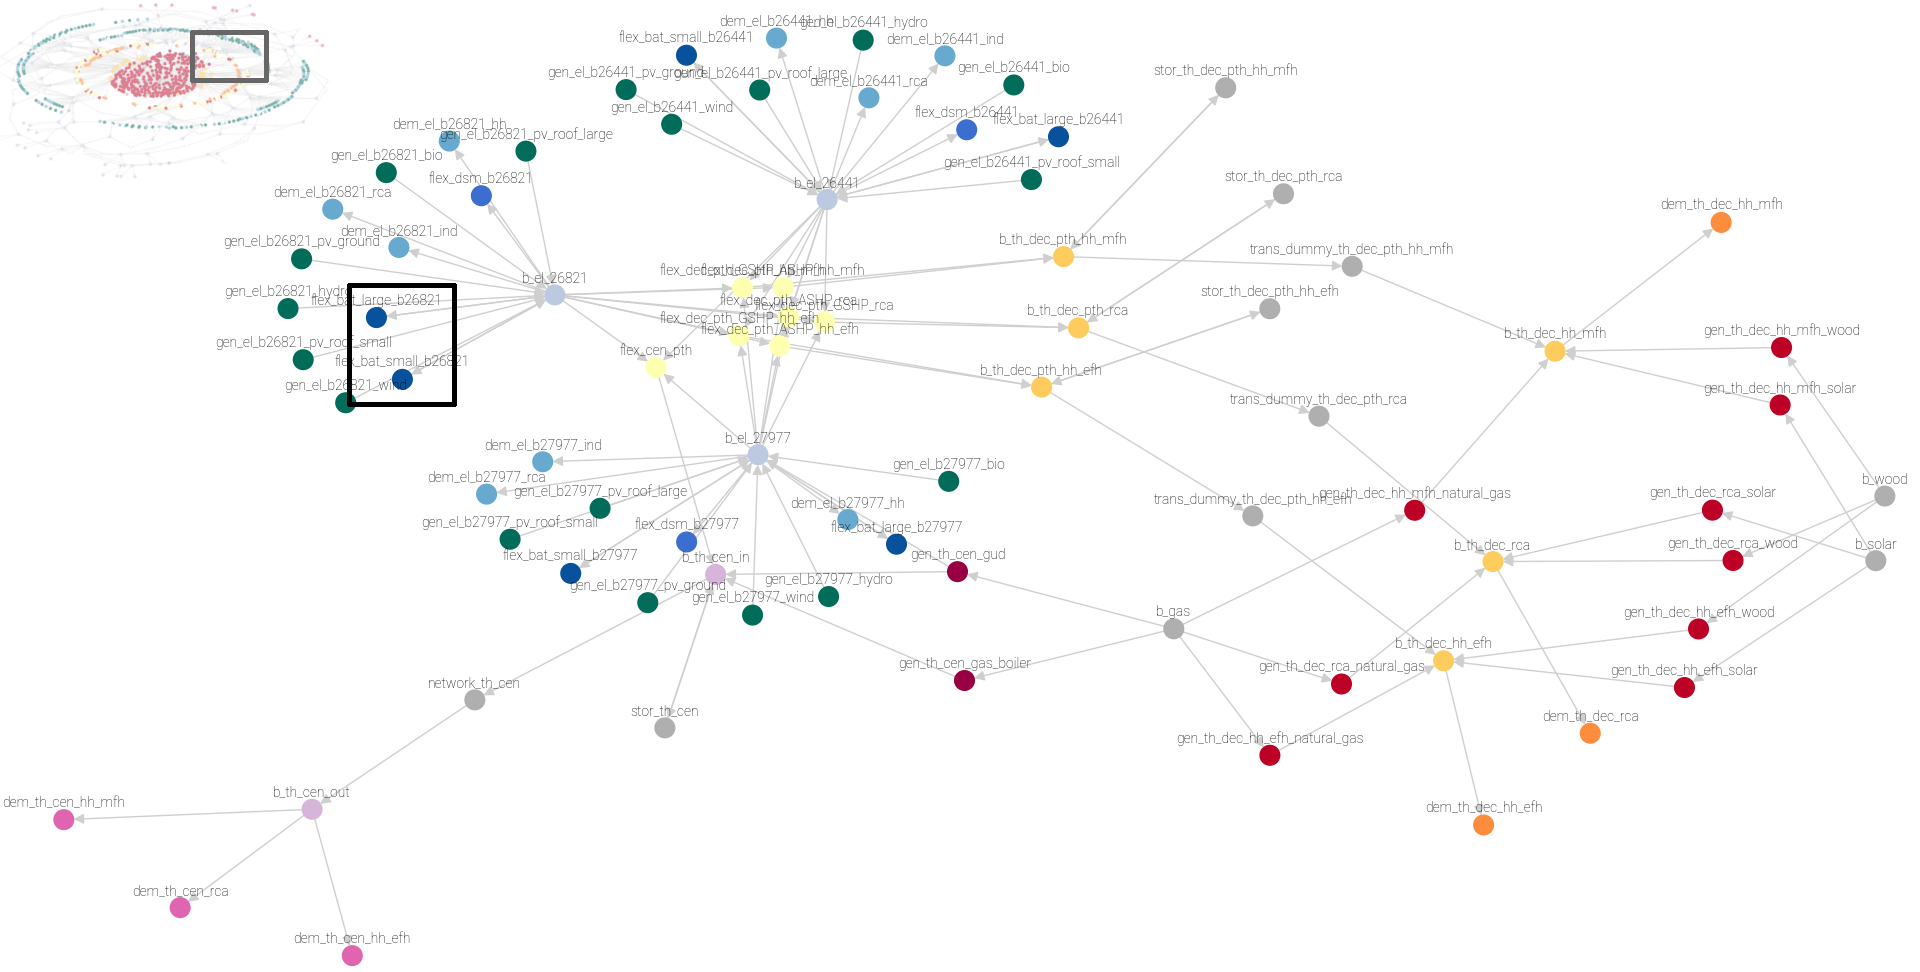 dem_el_b26441_hh
gen_el_b26441_hydro
flex_bat_small_b26441
dem_el_b26441_ind
gen_el_b26441_pv_ground
gen_el_b26441_pv_roof_large
gen_el_b26441_bio
stor_th_dec_pth_hh_mfh
dem_el_b26441_rca
gen_el_b26441_wind
flex_dsm_b26441
flex_bat_large_b26441
dem_el_b26821_hh
gen_el_b26821_pv_roof_large
gen_el_b26821_bio
gen_el_b26441_pv_roof_small
flex_dsm_b26821
b_el_26441
stor_th_dec_pth_rca
dem_el_b26821_rca
dem_th_dec_hh_mfh
dem_el_b26821_ind
gen_el_b26821_pv_ground
b_th_dec_pth_hh_mfh
trans_dummy_th_dec_pth_hh_mfh
b_el_26821
flex_dec_pth_GSHP_hh_mfh
flex_dec_pth_ASHP_hh_mfh
gen_el_b26821_hydro
flex_bat_large_b26821
flex_dec_pth_ASHP_rca
flex_dec_pth_GSHP_rca
stor_th_dec_pth_hh_efh
b_th_dec_pth_rca
flex_dec_pth_GSHP_hh_efh
flex_dec_pth_ASHP_hh_efh
b_th_dec_hh_mfh
gen_th_dec_hh_mfh_wood
gen_el_b26821_pv_roof_small
flex_bat_small_b26821
flex_cen_pth
b_th_dec_pth_hh_efh
gen_el_b26821_wind
gen_th_dec_hh_mfh_solar
trans_dummy_th_dec_pth_rca
dem_el_b27977_ind
b_el_27977
gen_el_b27977_bio
dem_el_b27977_rca
gen_el_b27977_pv_roof_large
b_wood
dem_el_b27977_hh
trans_dummy_th_dec_pth_hh_efh
gen_th_dec_hh_mfh_natural_gas
gen_th_dec_rca_solar
gen_el_b27977_pv_roof_small
flex_dsm_b27977
flex_bat_large_b27977
flex_bat_small_b27977
b_th_cen_in
gen_th_cen_gud
b_th_dec_rca
gen_th_dec_rca_wood
b_solar
gen_el_b27977_pv_ground
gen_el_b27977_hydro
gen_el_b27977_wind
b_gas
gen_th_dec_hh_efh_wood
b_th_dec_hh_efh
gen_th_cen_gas_boiler
gen_th_dec_rca_natural_gas
gen_th_dec_hh_efh_solar
network_th_cen
stor_th_cen
dem_th_dec_rca
gen_th_dec_hh_efh_natural_gas
b_th_cen_out
dem_th_cen_hh_mfh
dem_th_dec_hh_efh
dem_th_cen_rca
dem_th_cen_hh_efh